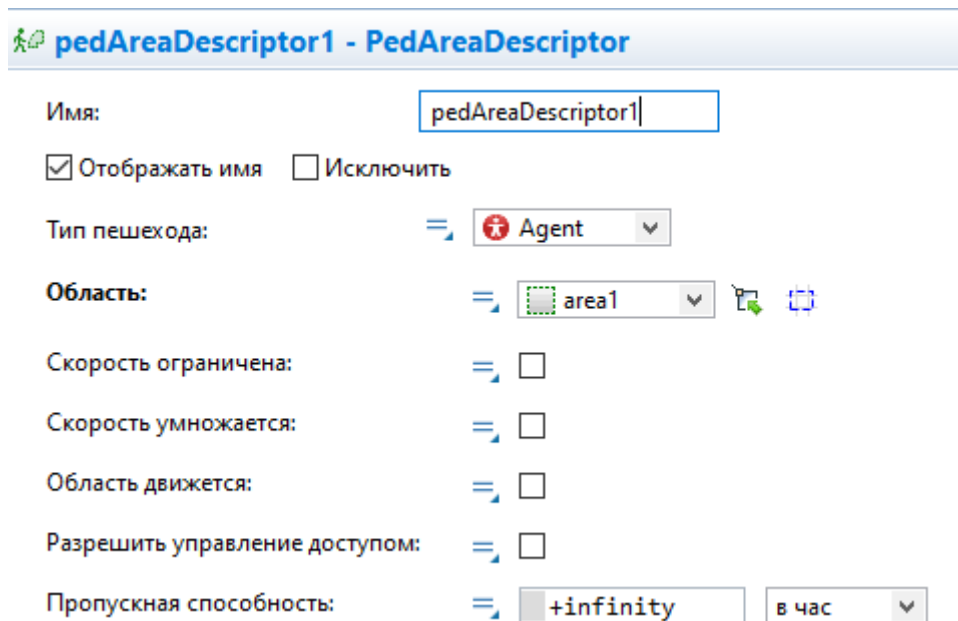 pedAreaDescriptor1 - PedAreaDescriptor
Имя: pedAreaDescriptor1
Отображать имя Исключить
Тип пешехода: Agent
Область: area1
Скорость ограничена:
Скорость умножается:
Область движется:
Разрешить управление доступом:
Пропускная способность: +infinity в час